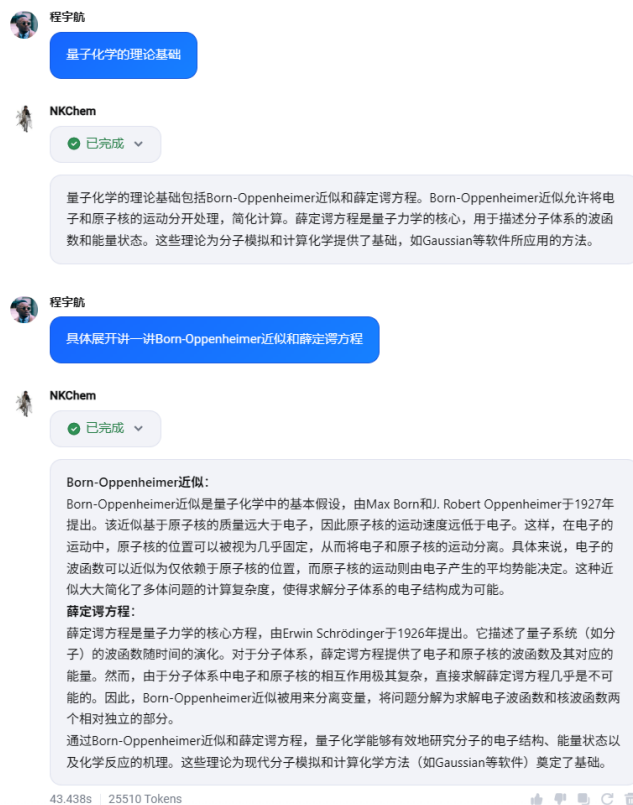 程宇航
量子化学的理论基础
NKChem
已完成
量子化学的理论基础包括Born-Oppenheimer近似和薛定谔方程。Born-Oppenheimer近似允许将电
子和原子核的运动分开处理，简化计算。薛定谔方程是量子力学的核心，用于描述分子体系的波函
数和能量状态。这些理论为分子模拟和计算化学提供了基础，如Gaussian等软件所应用的方法。
程宇航
具体展开讲一讲Born-Oppenheimer近似和薛定谔方程
NKChem
已完成
Born-Oppenheimer近似：
Born-Oppenheimer近似是量子化学中的基本假设，由Max Born和J. Robert Oppenheimer于1927年
提出。该近似基于原子核的质量远大于电子，因此原子核的运动速度远低于电子。这样，在电子的
运动中，原子核的位置可以被视为几乎固定，从而将电子和原子核的运动分离。具体来说，电子的
波函数可以近似为仅依赖于原子核的位置，而原子核的运动则由电子产生的平均势能决定。这种近
似大大简化了多体问题的计算复杂度，使得求解分子体系的电子结构成为可能。
薛定谔方程：
薛定谔方程是量子力学的核心方程，由Erwin Schrödinger于1926年提出。它描述了量子系统（如分
子）的波函数随时间的演化。对于分子体系，薛定谔方程提供了电子和原子核的波函数及其对应的
能量。然而，由于分子体系中电子和原子核的相互作用极其复杂，直接求解薛定谔方程几乎是不可
能的。因此，Born-Oppenheimer近似被用来分离变量，将问题分解为求解电子波函数和核波函数两
个相对独立的部分。
通过Born-Oppenheimer近似和薛定谔方程，量子化学能够有效地研究分子的电子结构、能量状态以
及化学反应的机理。这些理论为现代分子模拟和计算化学方法（如Gaussian等软件）奠定了基础。
43.438s 25510 Tokens